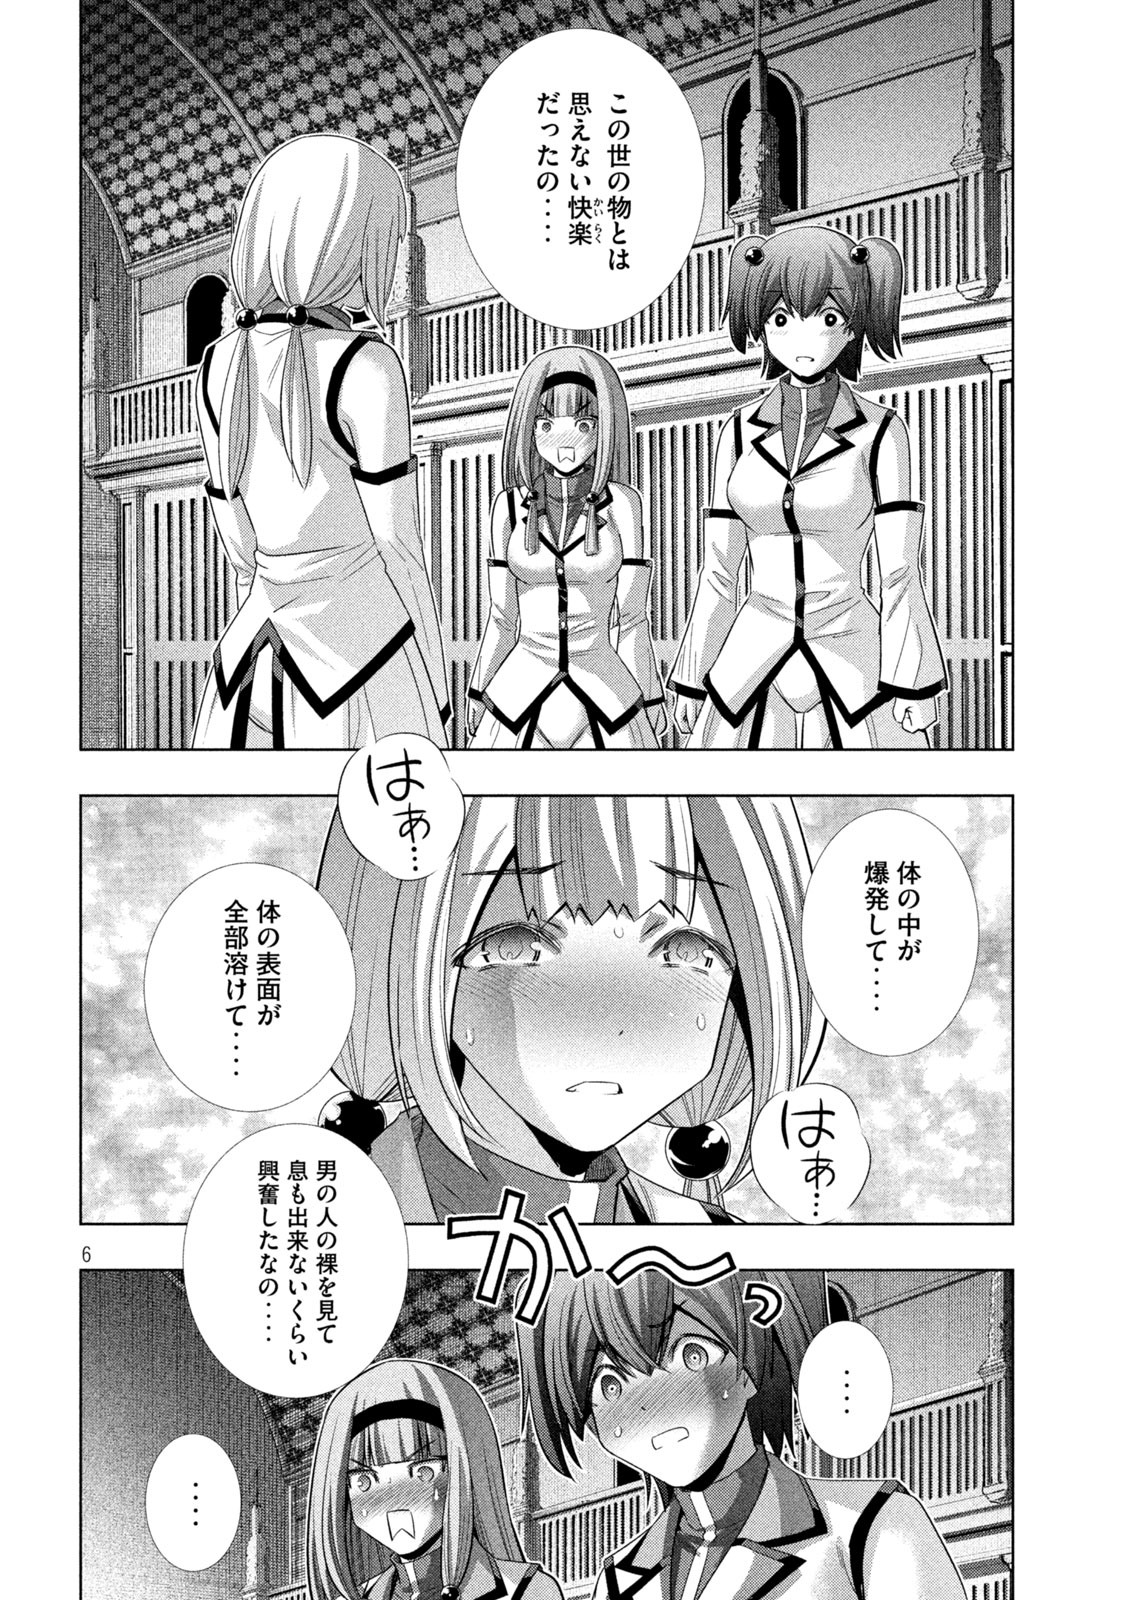 この世の物とは
思えない快楽
かいらく
だったの‥‥
はぁ‥
体の中が
爆発して‥‥
体の表面が
全部溶けて‥‥
はぁ‥
男の人の裸を見て
息も出来ないくらい
興奮したなの‥‥
か〜っ
‥‥
‥‥
6